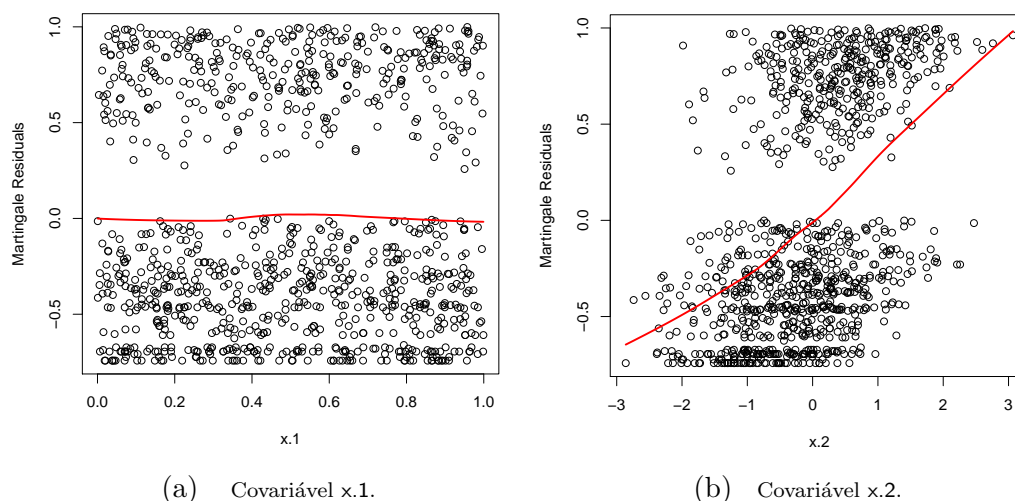 1.0
0.5
0.0
−0.5
Martingale Residuals
0.0 0.2 0.4 0.6 0.8 1.0
x.1
(a) Covariável x.1.
1.0
0.5
0.0
−0.5
Martingale Residuals
−3 −2 −1 0 1 2 3
x.2
(b) Covariável x.2.